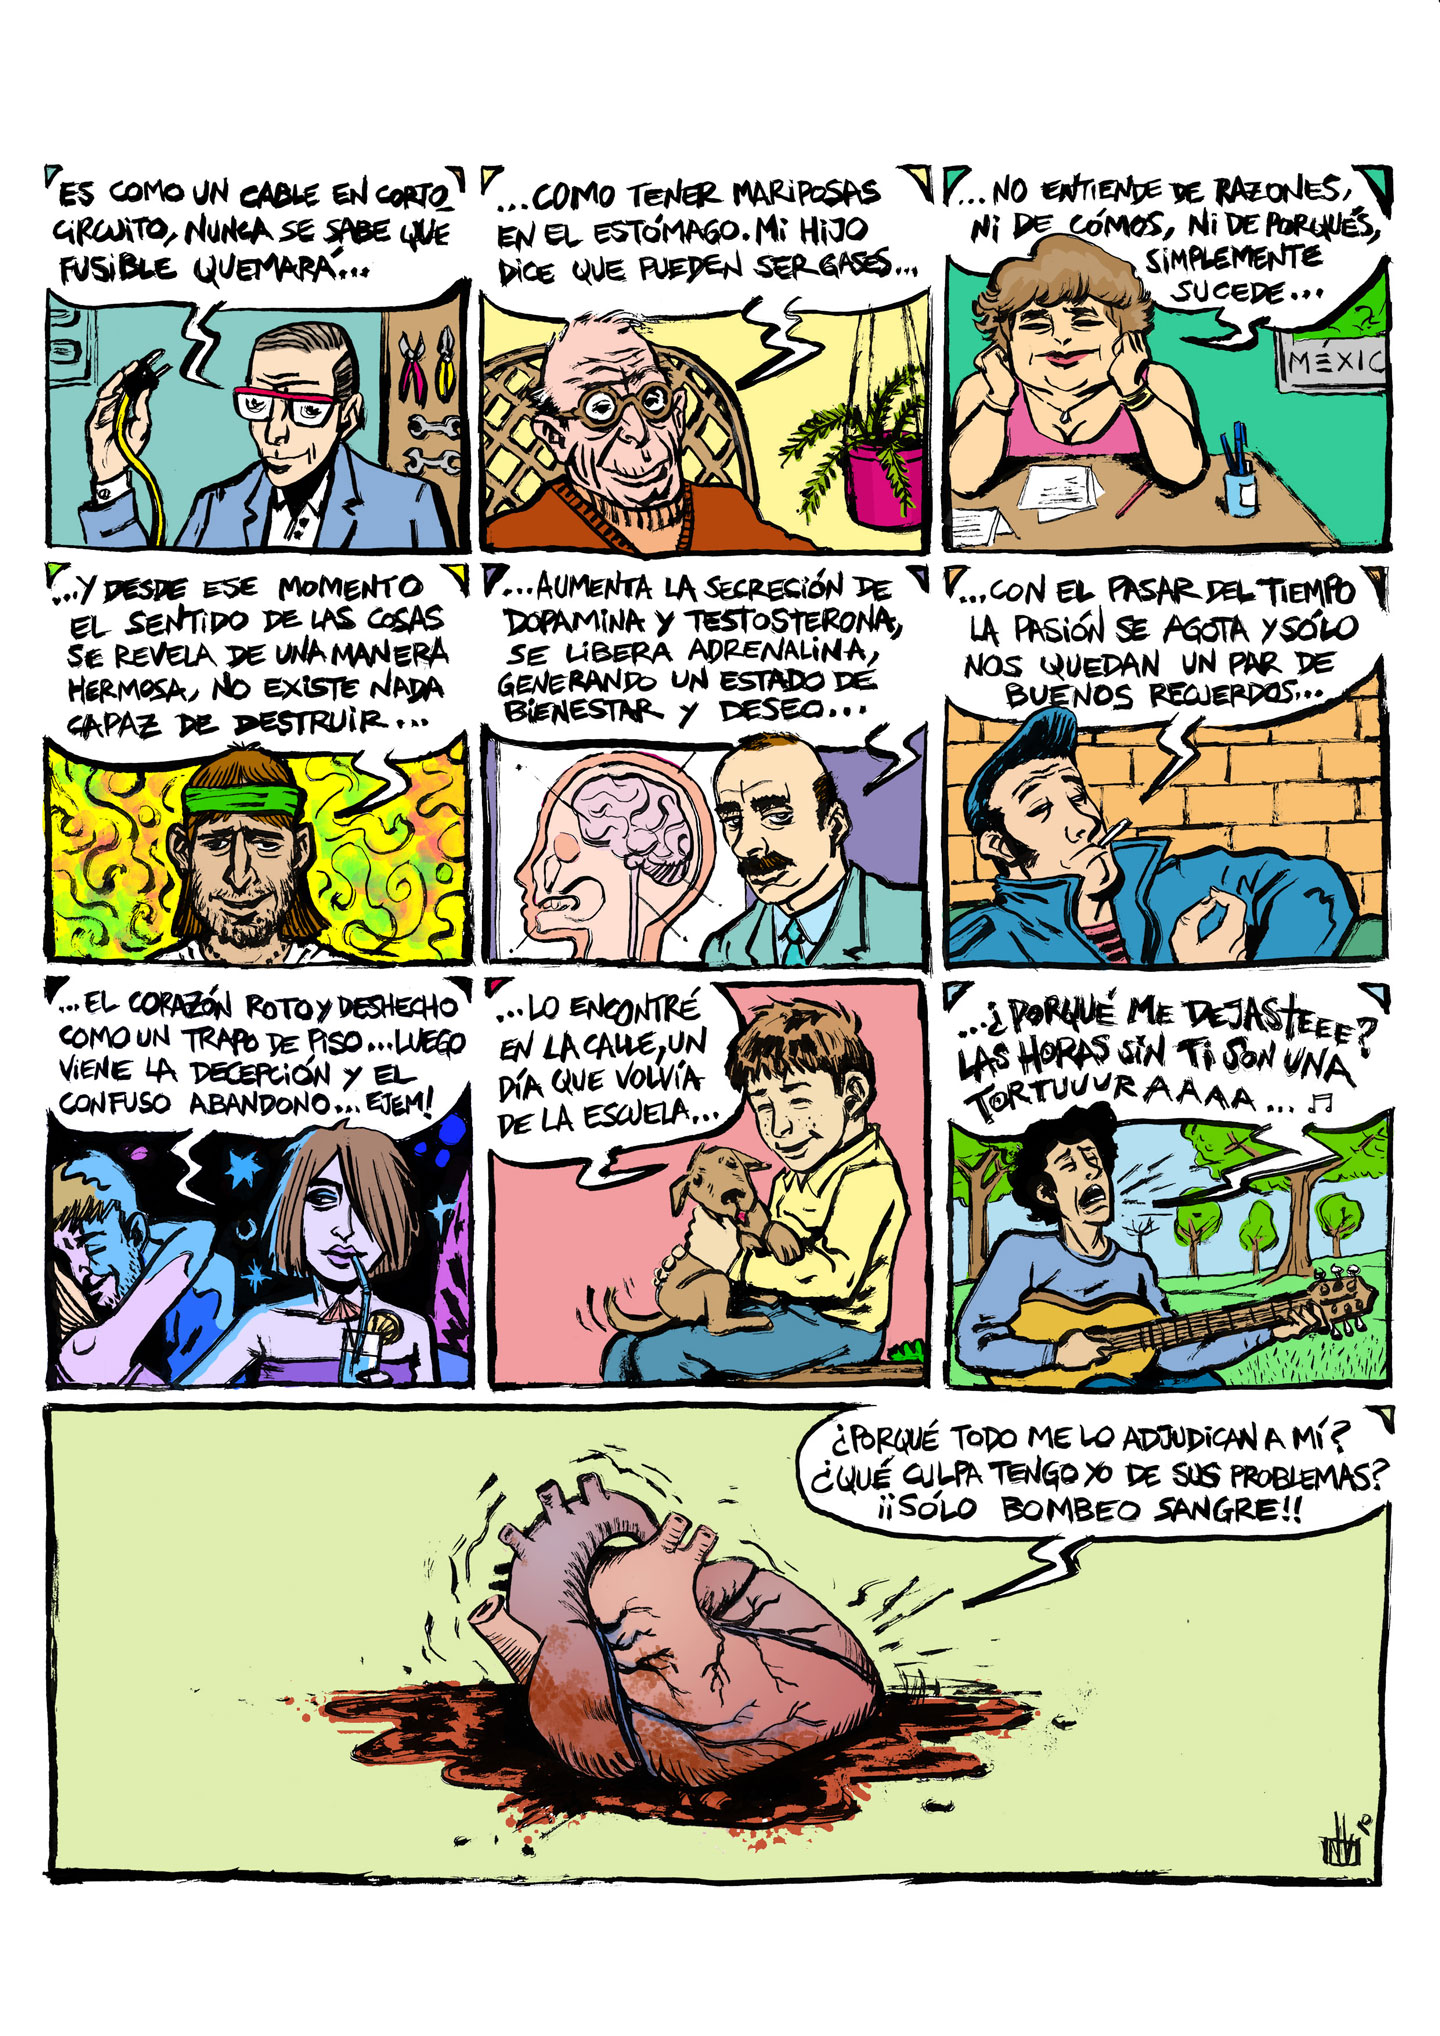 ES COMO UN CABLE EN CORTO
CIRCUITO, NUNCA SE SABE QUE
FUSIBLE QUEMARÁ...
...COMO TENER MARIPOSAS
EN EL ESTÓMAGO. MI HIJO
DICE QUE PUEDEN SER GASES...
...NO ENTIENDE DE RAZONES,
NI DE CÓMOS, NI DE PORQUÉS,
SIMPLEMENTE
SUCEDE...
MÉXIC
...Y DESDE ESE MOMENTO
EL SENTIDO DE LAS COSAS
SE REVELA DE UNA MANERA
HERMOSA, NO EXISTE NADA
CAPAZ DE DESTRUIR...
...AUMENTA LA SECRECIÓN DE
DOPAMINA Y TESTOSTERONA,
SE LIBERA ADRENALINA,
GENERANDO UN ESTADO DE
BIENESTAR Y DESEO...
...CON EL PASAR DEL TIEMPO
LA PASIÓN SE AGOTA Y SÓLO
NOS QUEDAN UN PAR DE
BUENOS RECUERDOS...
...EL CORAZÓN ROTO Y DESHECHO
COMO UN TRAPO DE PISO...LUEGO
VIENE LA DECEPCIÓN Y EL
CONFUSO ABANDONO...EJEM!
...LO ENCONTRÉ
EN LA CALLE, UN
DÍA QUE VOLVÍA
DE LA ESCUELA...
...¿PORQUÉ ME DEJASTEEE?
LAS HORAS SIN TI SON UNA
TORTUUURAAAAA... ♫
¿PORQUÉ TODO ME LO ADJUDICAN A MÍ?
¿QUÉ CULPA TENGO YO DE SUS PROBLEMAS?
¡¡SÓLO BOMBEO SANGRE!!